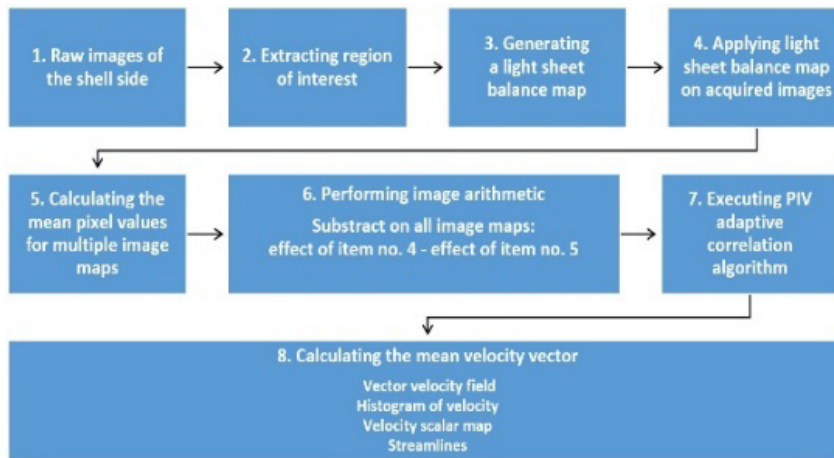 1. Raw images of
the shell side
2. Extracting region
of interest
3. Generating
a light sheet
balance map
4. Applying light
sheet balance map
on acquired images
5. Calculating the
mean pixel values
for multiple image
maps
6. Performing image arithmetic
Substract on all image maps:
effect of item no. 4 - effect of item no. 5
7. Executing PIV
adaptive
correlation
algorithm
8. Calculating the mean velocity vector
Vector velocity field
Histogram of velocity
Velocity scalar map
Streamlines